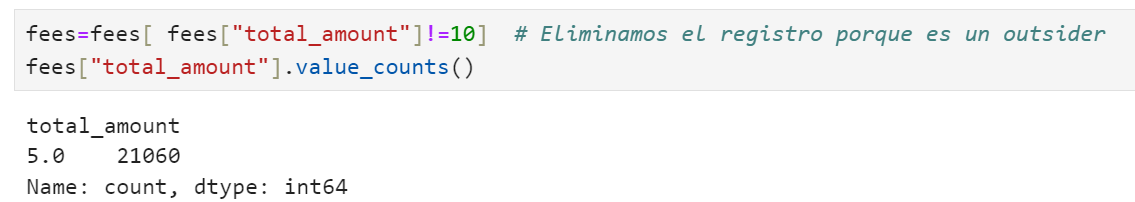 fees=fees[ fees["total_amount"]!=10]  # Eliminamos el registro porque es un outsider
fees["total_amount"].value_counts()
total_amount
5.0    21060
Name: count, dtype: int64